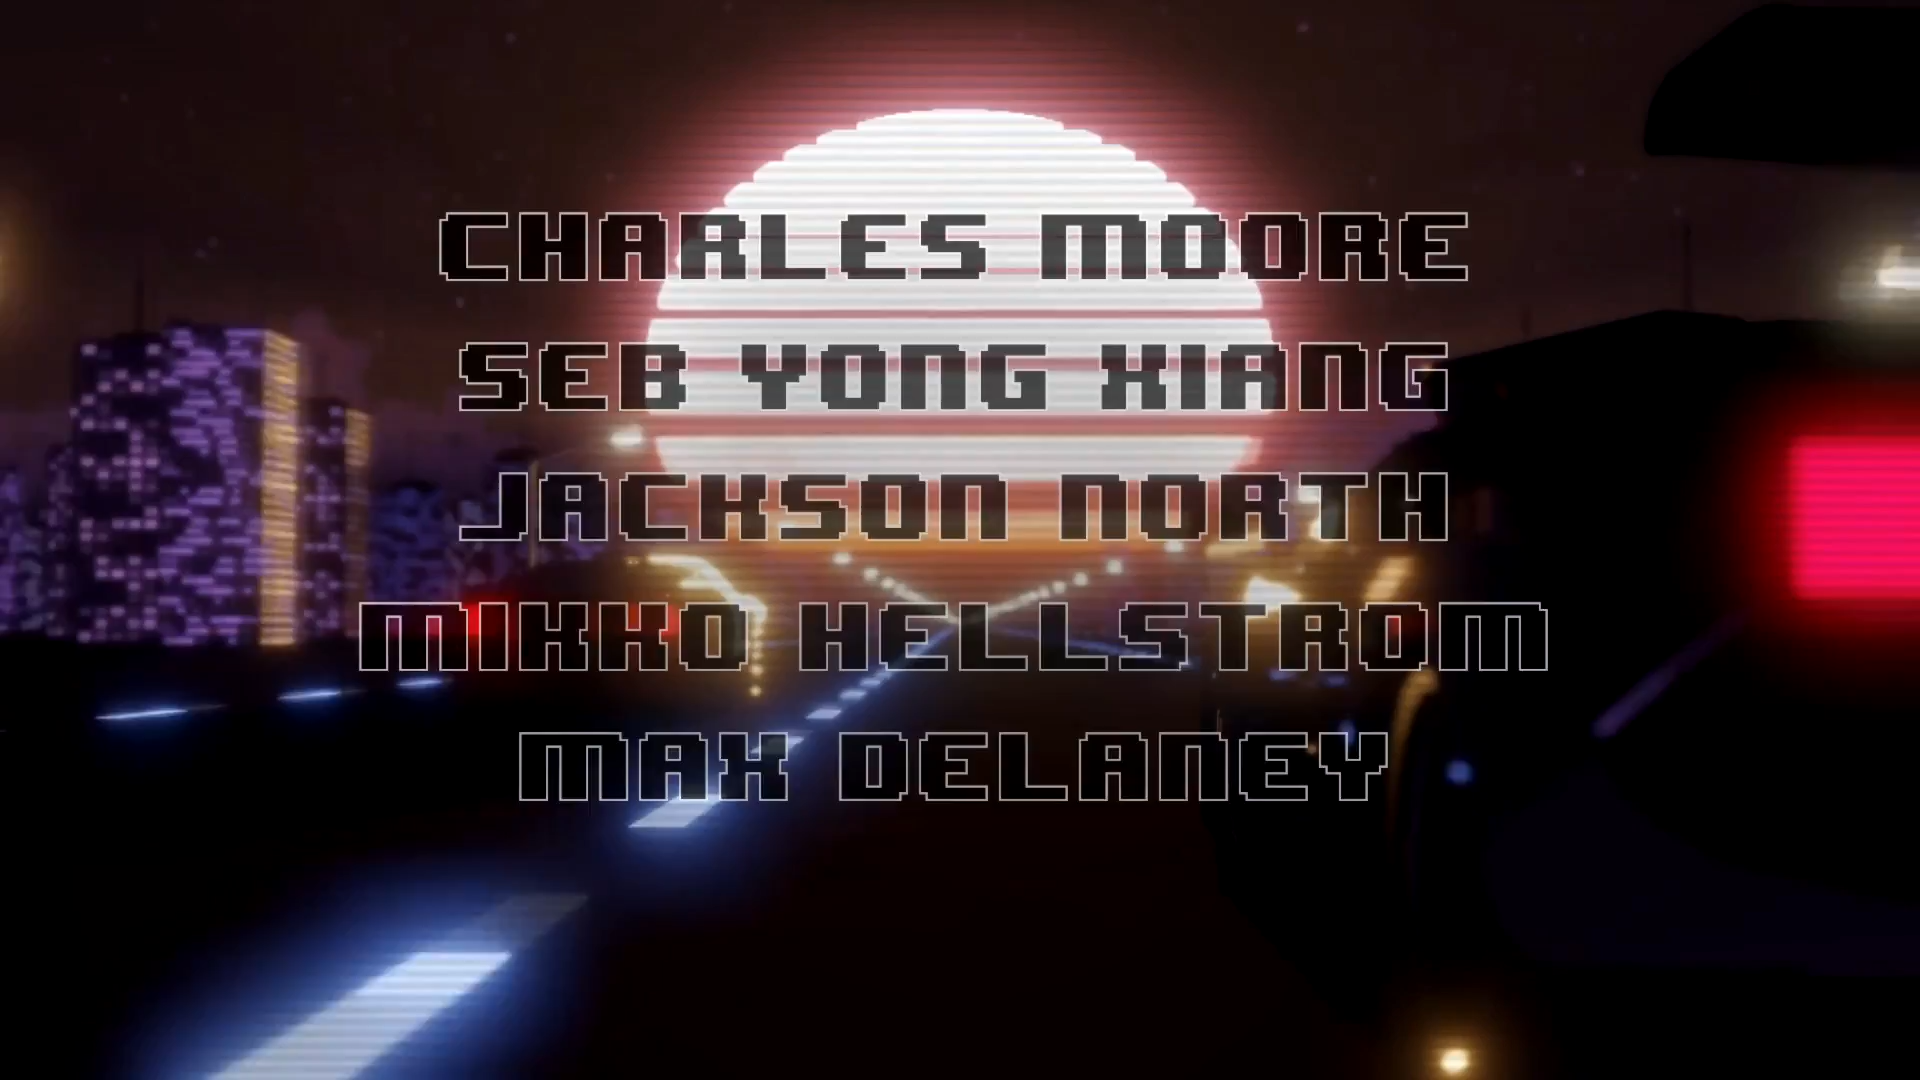 CHARLES MOORE
SEB YONG XIANG
JACKSON NORTH
MIKKO HELLSTROM
MAX DELANEY